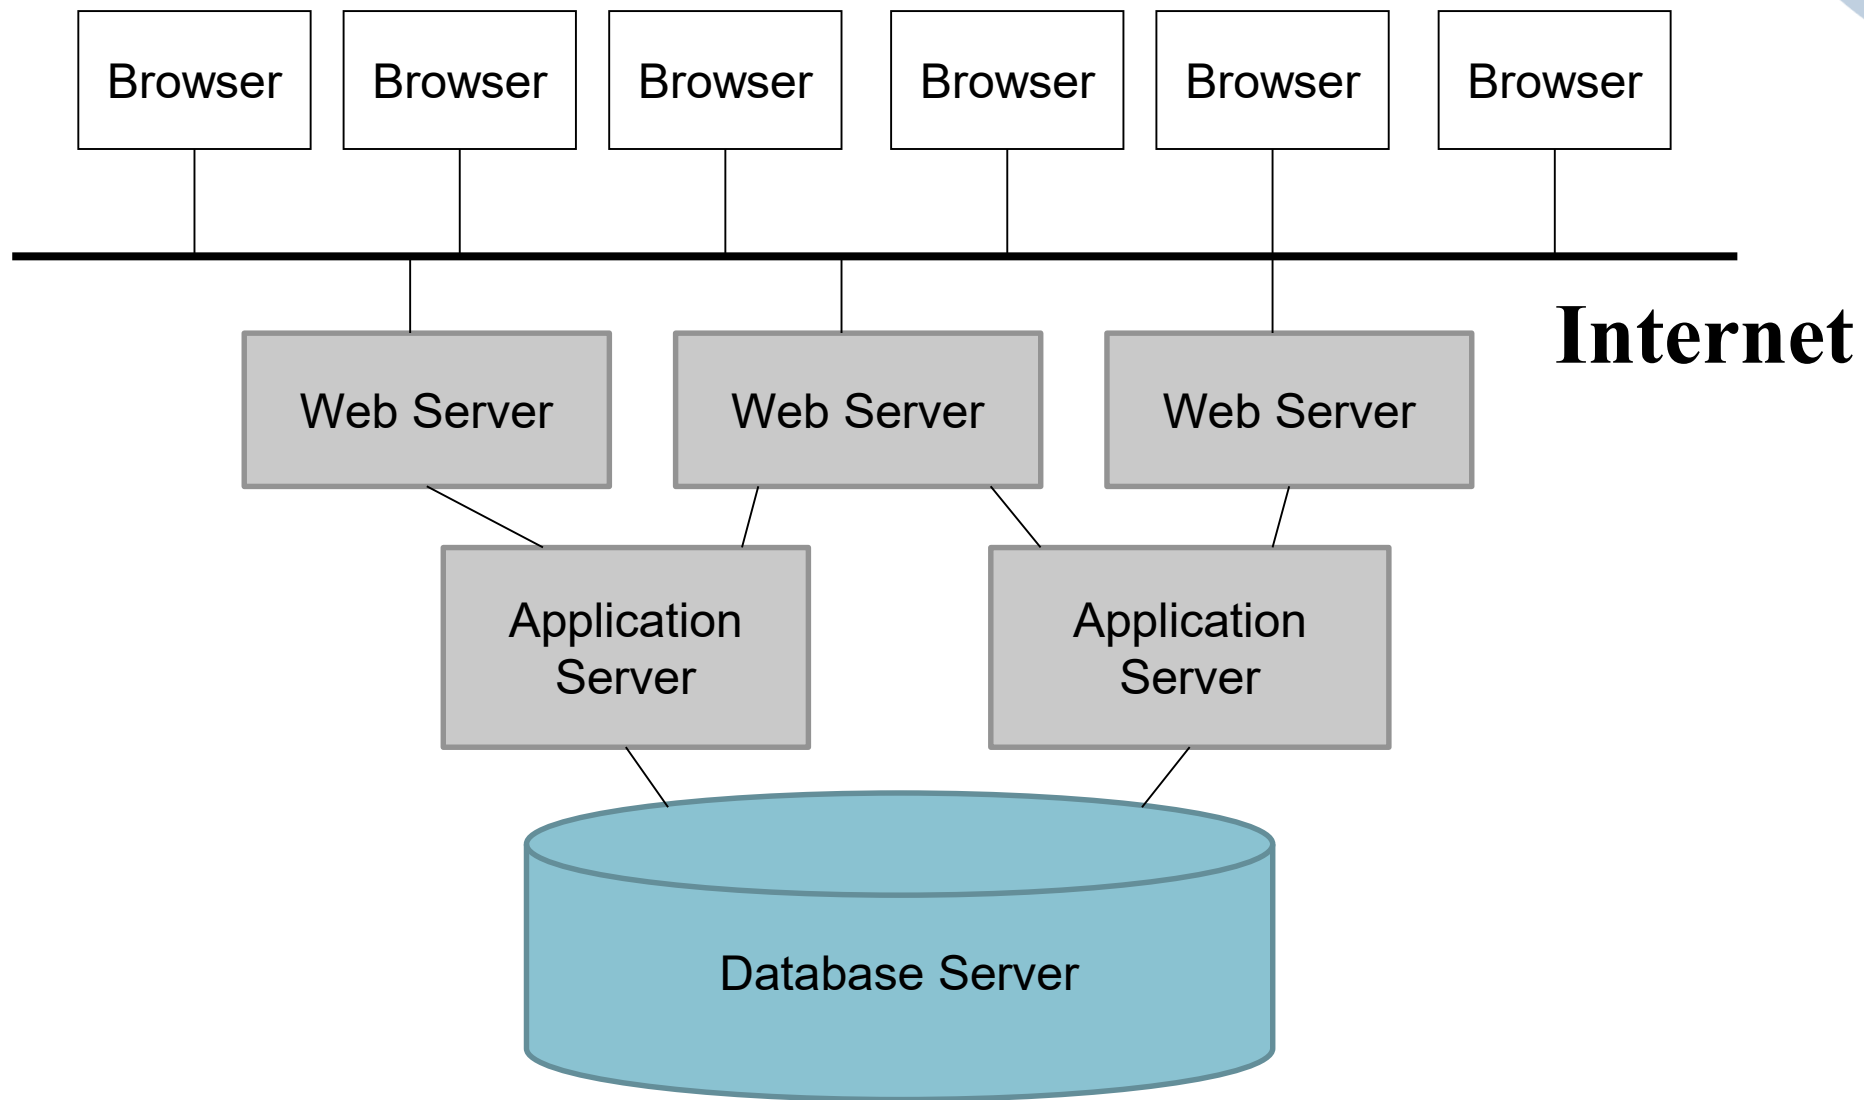 Browser
Browser
Browser
Browser
Browser
Browser
Internet
Web Server
Web Server
Web Server
Application
Server
Application
Server
Database Server